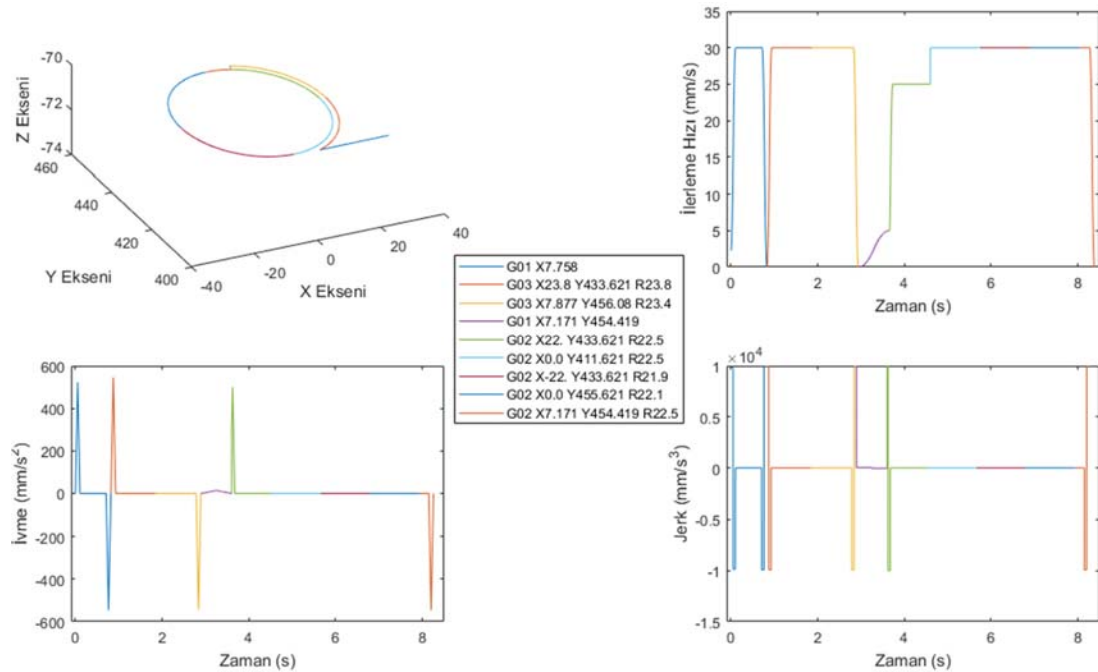 -70
-72
-74
Z Ekseni
460
440
420
400
Y Ekseni
-40
-20
0
20
40
X Ekseni
35
30
25
20
15
10
5
0
İlerleme Hızı (mm/s)
0
2
4
6
8
Zaman (s)
G01 X7.758
G03 X23.8 Y433.621 R23.8
G03 X7.877 Y456.08 R23.4
G01 X7.171 Y454.419
G02 X22. Y433.621 R22.5
G02 X0.0 Y411.621 R22.5
G02 X-22. Y433.621 R21.9
G02 X0.0 Y455.621 R22.1
G02 X7.171 Y454.419 R22.5
600
400
200
0
-200
-400
-600
İvme (mm/s²)
0
2
4
6
8
Zaman (s)
× 10⁴
1
0.5
0
-0.5
-1
-1.5
Jerk (mm/s³)
0
2
4
6
8
Zaman (s)